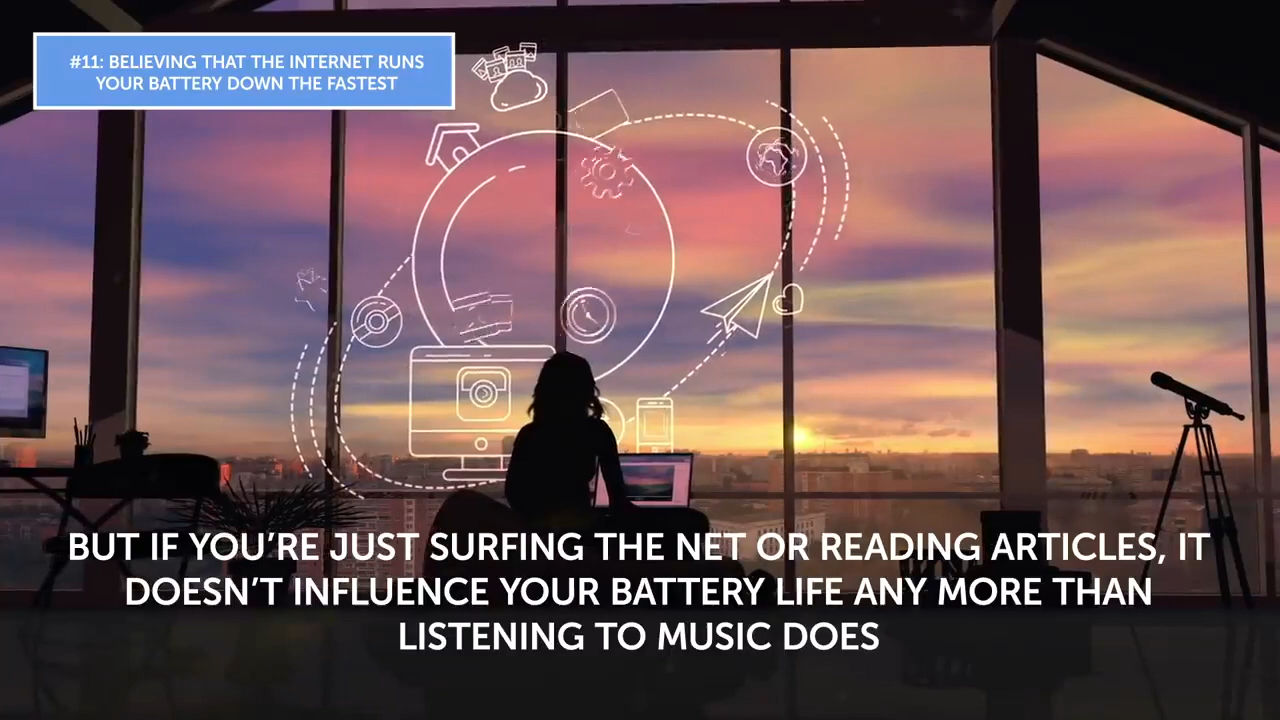 #11: BELIEVING THAT THE INTERNET RUNS
YOUR BATTERY DOWN THE FASTEST
BUT IF YOU’RE JUST SURFING THE NET OR READING ARTICLES, IT
DOESN’T INFLUENCE YOUR BATTERY LIFE ANY MORE THAN
LISTENING TO MUSIC DOES